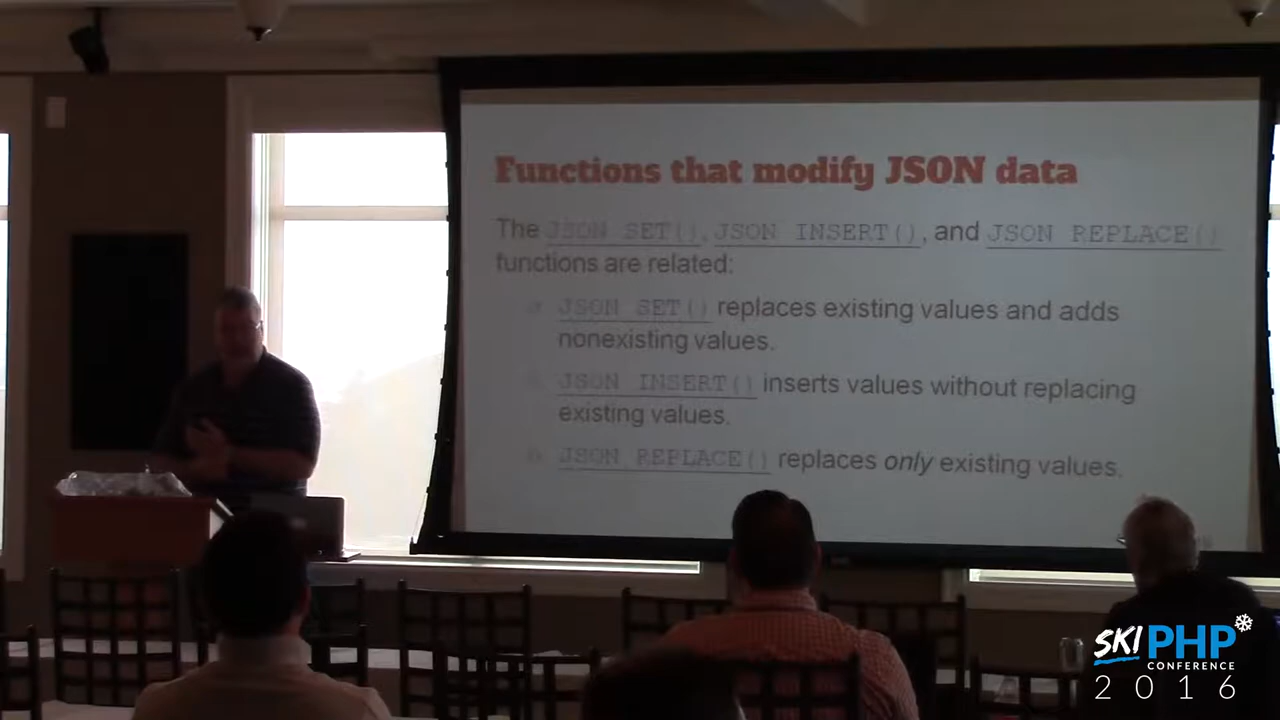 Functions that modify JSON data
The JSON_SET(), JSON_INSERT(), and JSON_REPLACE()
functions are related:
JSON_SET() replaces existing values and adds
nonexisting values.
JSON_INSERT() inserts values without replacing
existing values.
JSON_REPLACE() replaces only existing values.
SKI PHP
CONFERENCE
2016